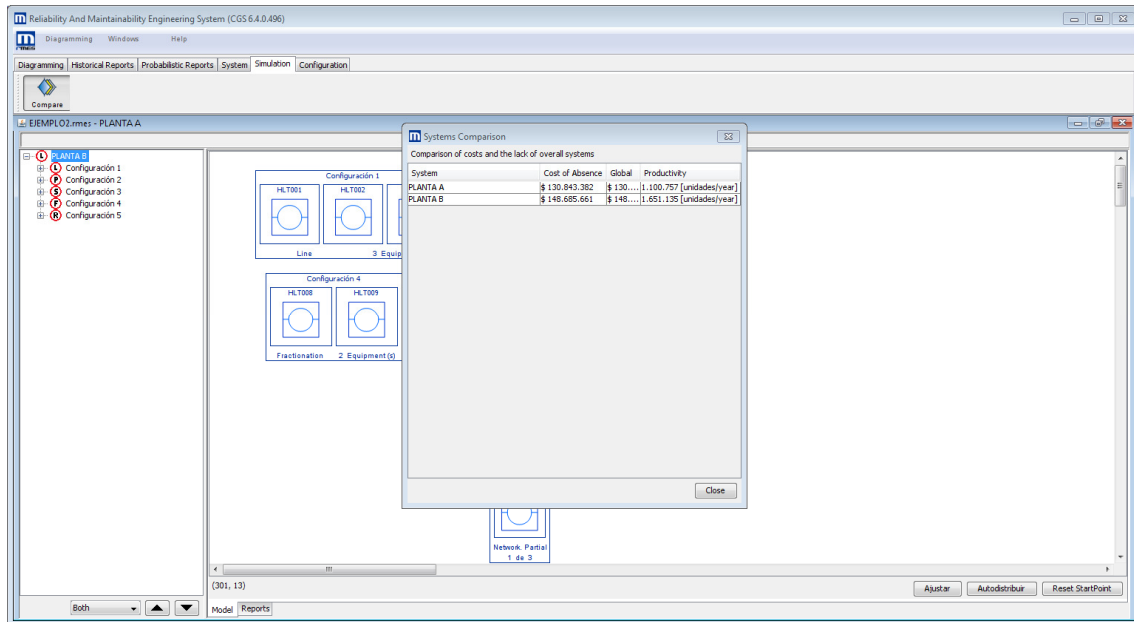 Reliability And Maintainability Engineering System (CGS 6.4.0.496)
Diagramming Windows Help
Diagramming Historical Reports Probabilistic Reports System Simulation Configuration
Compare
EJEMPLO2.rmes - PLANTA A
PLANTA B
L Configuración 1
P Configuración 2
S Configuración 3
F Configuración 4
R Configuración 5
Configuración 1
HLT001 HLT002
Line 3 Equip
Configuración 4
HLT008 HLT009
Fractionation 2 Equipment(s)
Systems Comparison
Comparison of costs and the lack of overall systems
System Cost of Absence Global Productivity
PLANTA A $ 130.843.382 $ 130.... 1.100.757 [unidades/year]
PLANTA B $ 148.685.661 $ 148.... 1.651.135 [unidades/year]
Close
Network. Partial
1 de 3
(301, 13)
Ajustar Autodistribuir Reset StartPoint
Both
Model Reports